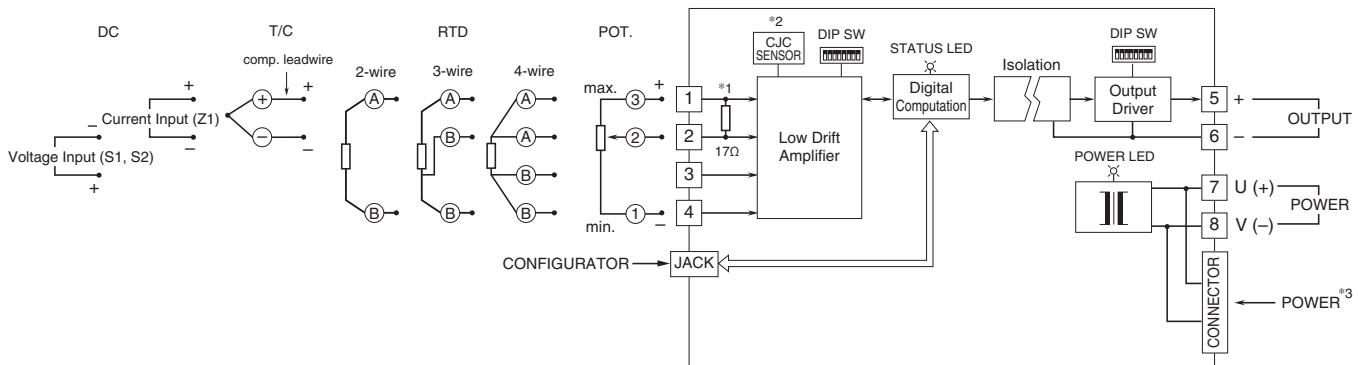 DC
T/C
RTD
POT.
comp. leadwire
2-wire
3-wire
4-wire
+
Current Input (Z1)
–
–
Voltage Input (S1, S2)
+
+
–
+
–
A
B
A
B
B
A
A
B
B
max.
3
+
2
1
–
min.
*2
CJC
SENSOR
DIP SW
STATUS LED
Isolation
DIP SW
1
*1
2
17Ω
3
4
Low Drift
Amplifier
Digital
Computation
Output
Driver
5
+
6
–
OUTPUT
POWER LED
7
U (+)
8
V (–)
POWER
CONFIGURATOR
JACK
CONNECTOR
POWER*3